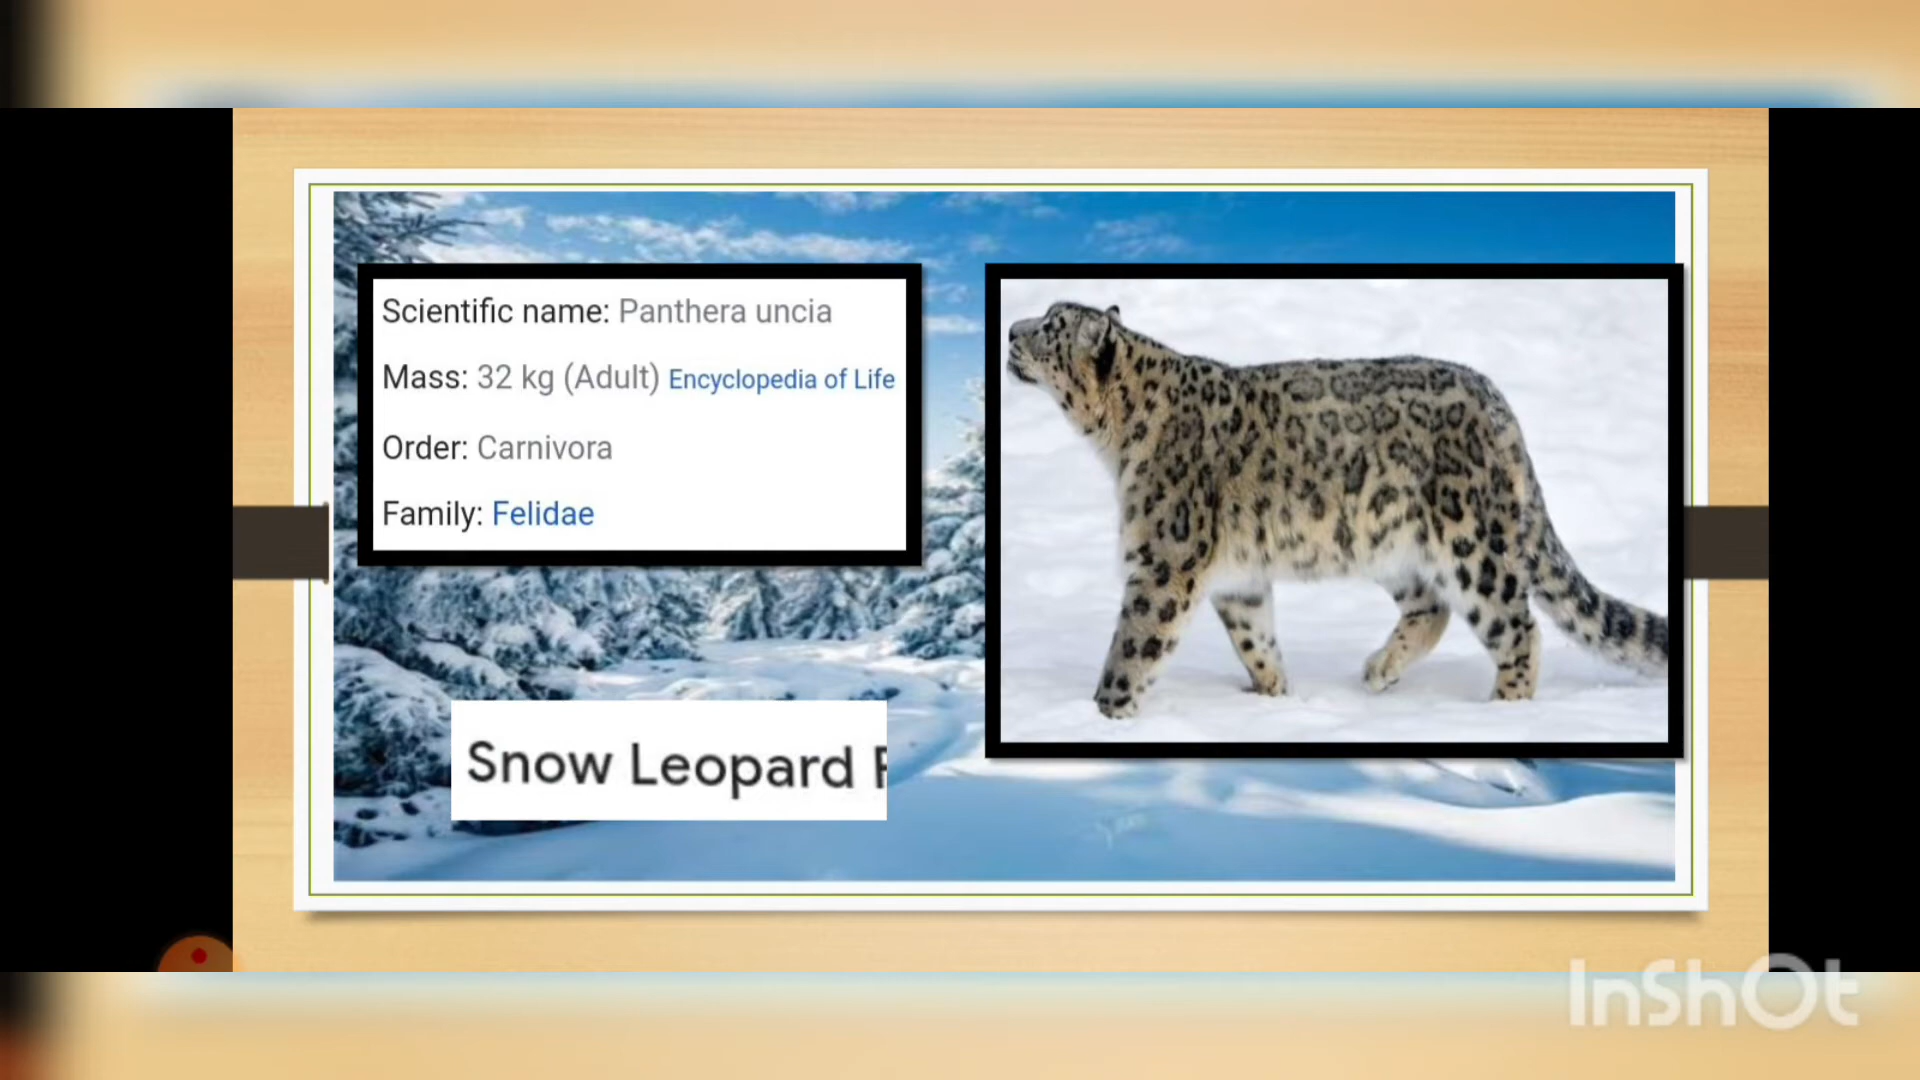 Scientific name: Panthera uncia
Mass: 32 kg (Adult) Encyclopedia of Life
Order: Carnivora
Family: Felidae
Snow Leopard
InShOt